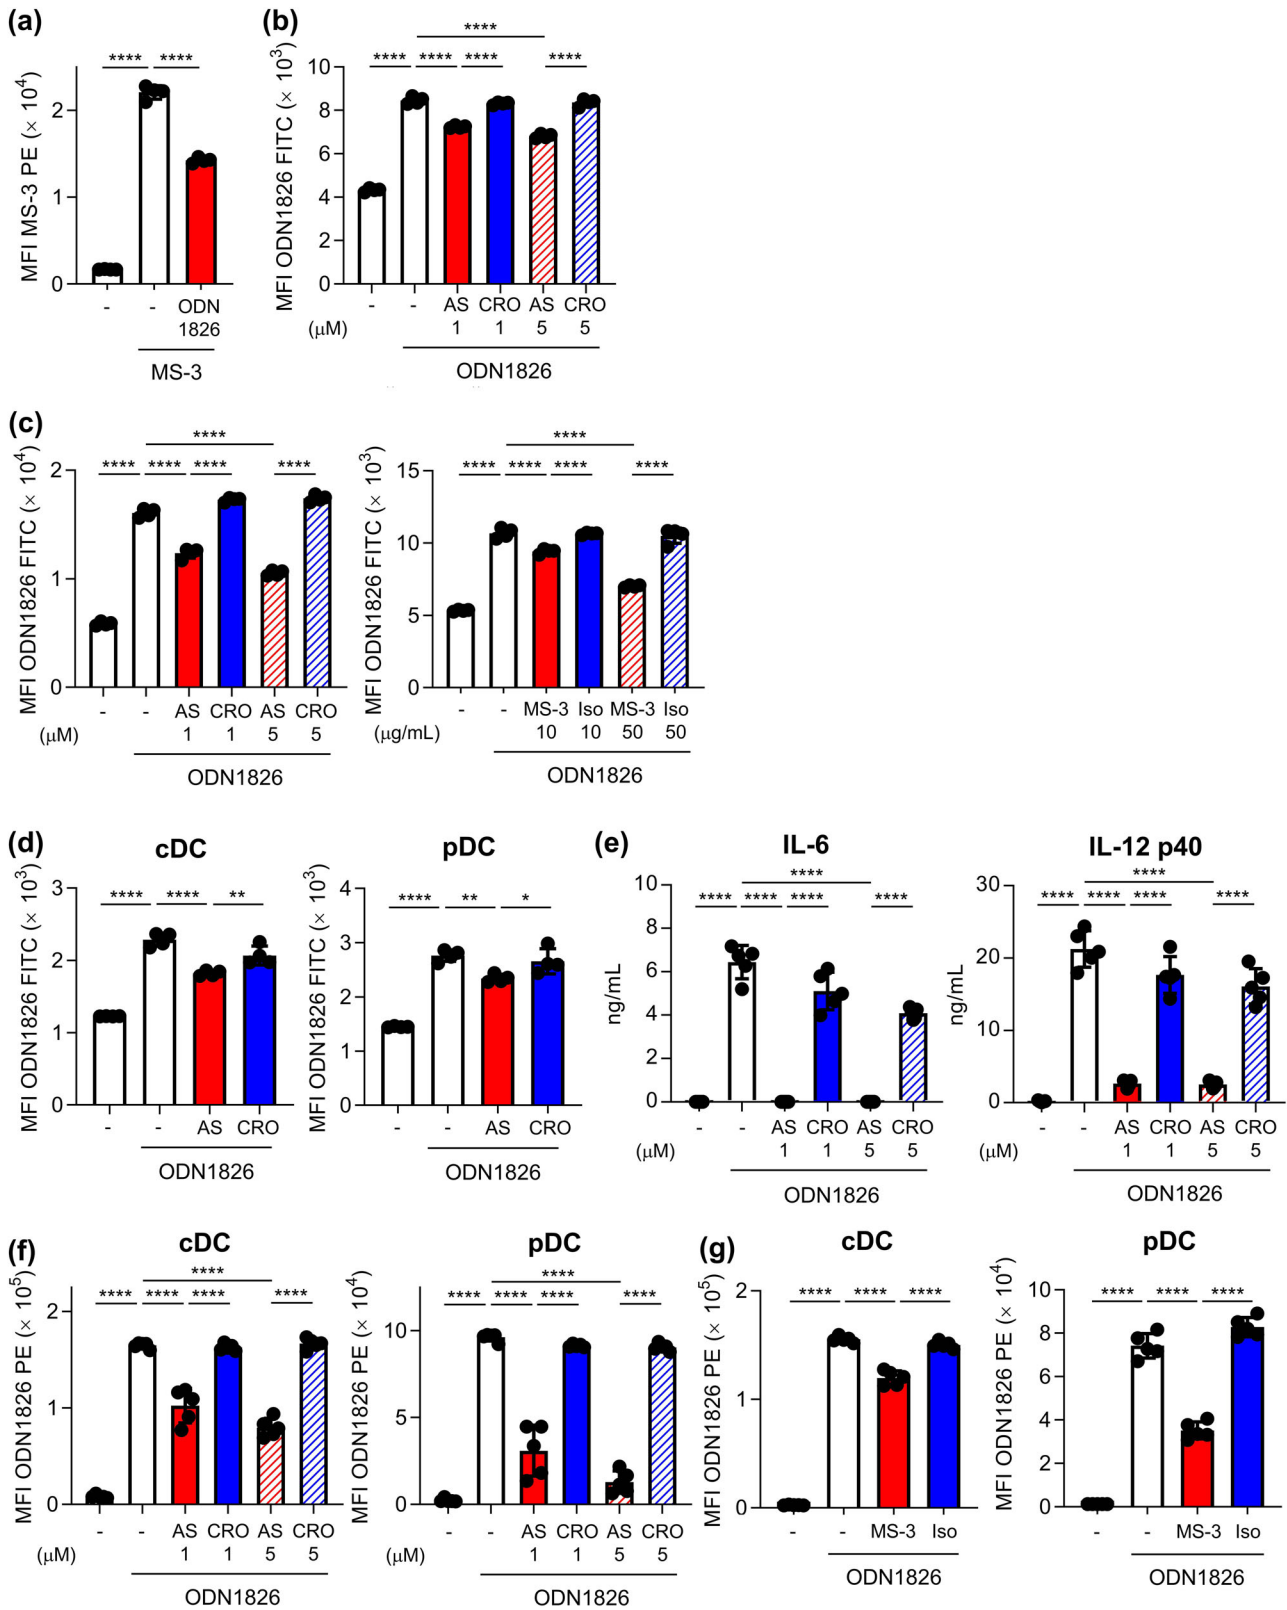 (a)
**** ****
MFI MS-3 PE (× 10⁴)
2
1
0
- - ODN
1826
MS-3
(b)
****
**** **** **** ****
MFI ODN1826 FITC (× 10³)
10
8
6
4
2
0
- - AS CRO AS CRO
(μM) 1 1 5 5
ODN1826
(c)
****
**** **** **** ****
MFI ODN1826 FITC (× 10⁴)
2
1
0
- - AS CRO AS CRO
(μM) 1 1 5 5
ODN1826
****
**** **** **** ****
MFI ODN1826 FITC (× 10³)
15
10
5
0
- - MS-3 Iso MS-3 Iso
(μg/mL) 10 10 50 50
ODN1826
(d)
cDC
**** **** **
MFI ODN1826 FITC (× 10³)
3
2
1
0
- - AS CRO
ODN1826
pDC
**** ** *
MFI ODN1826 FITC (× 10³)
4
3
2
1
0
- - AS CRO
ODN1826
(e)
IL-6
****
**** **** **** ****
ng/mL
10
8
6
4
2
0
- - AS CRO AS CRO
(μM) 1 1 5 5
ODN1826
IL-12 p40
****
**** **** **** ****
ng/mL
30
20
10
0
- - AS CRO AS CRO
(μM) 1 1 5 5
ODN1826
(f)
cDC
****
**** **** **** ****
MFI ODN1826 PE (× 10⁵)
2
1
0
- - AS CRO AS CRO
(μM) 1 1 5 5
ODN1826
pDC
****
**** **** **** ****
MFI ODN1826 PE (× 10⁴)
10
5
0
- - AS CRO AS CRO
(μM) 1 1 5 5
ODN1826
(g)
cDC
**** **** ****
MFI ODN1826 PE (× 10⁵)
2
1
0
- - MS-3 Iso
ODN1826
pDC
**** **** ****
MFI ODN1826 PE (× 10⁴)
10
8
6
4
2
0
- - MS-3 Iso
ODN1826